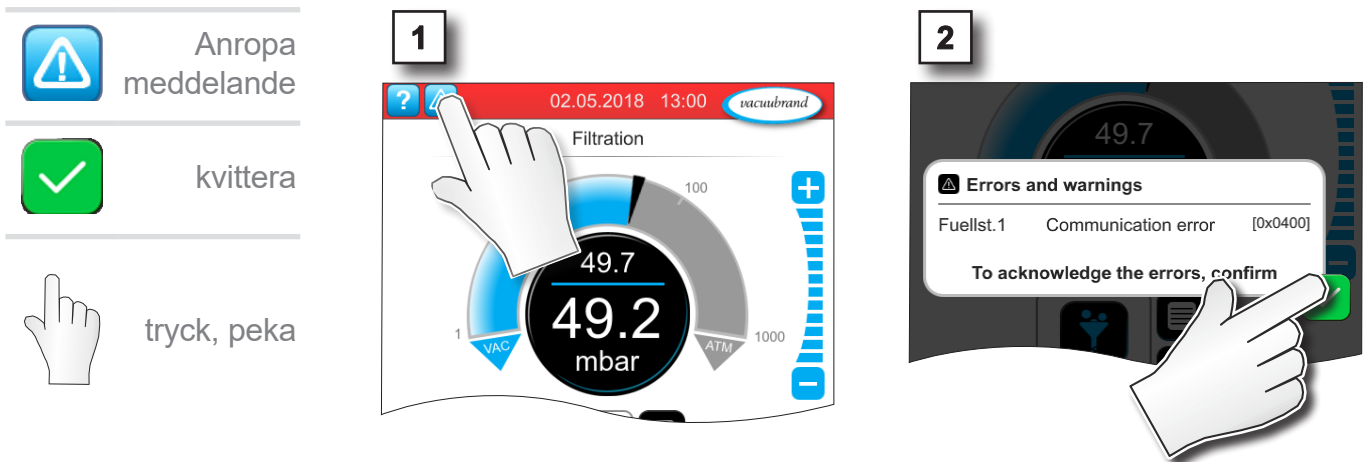 Anropa
meddelande
kvittera
tryck, peka
1
? 02.05.2018 13:00 vacuubrand
Filtration
100
49.7
49.2
mbar
1
VAC
ATM
1000
2
49.7
Errors and warnings
Fuellst.1 Communication error [0x0400]
To acknowledge the errors, confirm